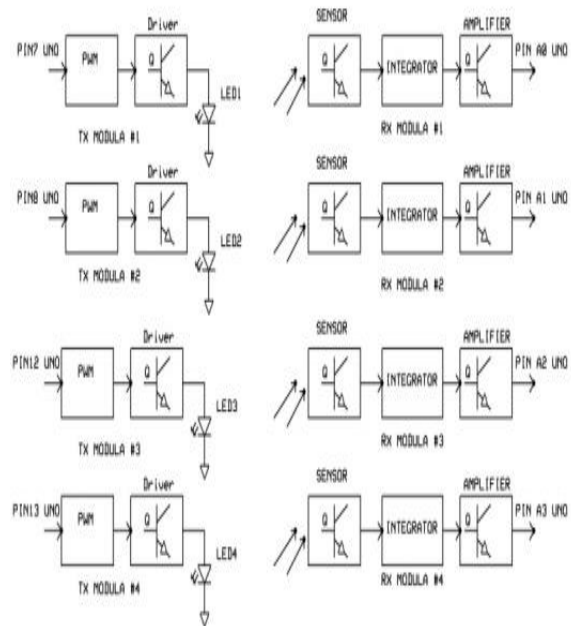 Driver
PIN7 UNO
PWM
Q
LED1
TX MODULA #1
SENSOR
AMPLIFIER
Q
INTEGRATOR
Q
PIN A0 UNO
RX MODULA #1
Driver
PIN8 UNO
PWM
Q
LED2
TX MODULA #2
SENSOR
AMPLIFIER
Q
INTEGRATOR
Q
PIN A1 UNO
RX MODULA #2
Driver
PIN12 UNO
PWM
Q
LED3
TX MODULA #3
SENSOR
AMPLIFIER
Q
INTEGRATOR
Q
PIN A2 UNO
RX MODULA #3
Driver
PIN13 UNO
PWM
Q
LED4
TX MODULA #4
SENSOR
AMPLIFIER
Q
INTEGRATOR
Q
PIN A3 UNO
RX MODULA #4